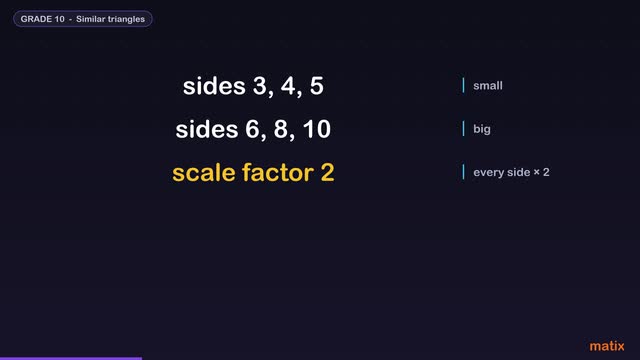 GRADE 10 - Similar triangles
sides 3, 4, 5 small
sides 6, 8, 10 big
scale factor 2 every side × 2
matix